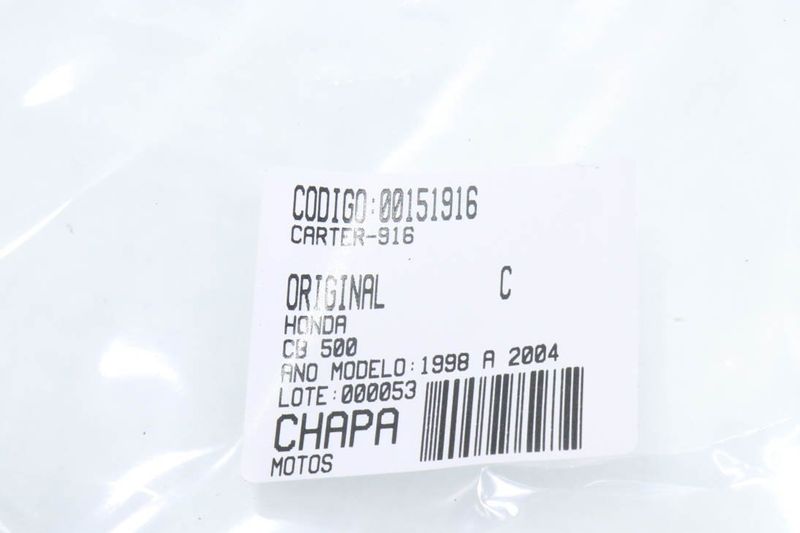 CODIGO:00151916
CARTER-916
ORIGINAL C
HONDA
CB 500
ANO MODELO:1998 A 2004
LOTE:000053
CHAPA
MOTOS